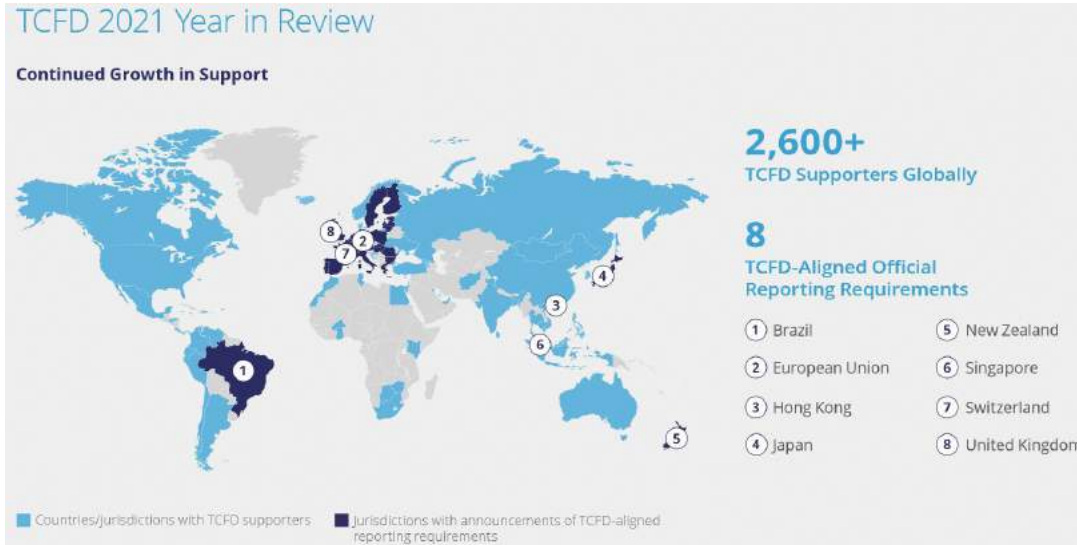 TCFD 2021 Year in Review
Continued Growth in Support
2,600+
TCFD Supporters Globally
8
TCFD-Aligned Official
Reporting Requirements
1 Brazil
2 European Union
3 Hong Kong
4 Japan
5 New Zealand
6 Singapore
7 Switzerland
8 United Kingdom
8
2
7
4
3
6
1
5
Countries/Jurisdictions with TCFD supporters
Jurisdictions with announcements of TCFD-aligned
reporting requirements